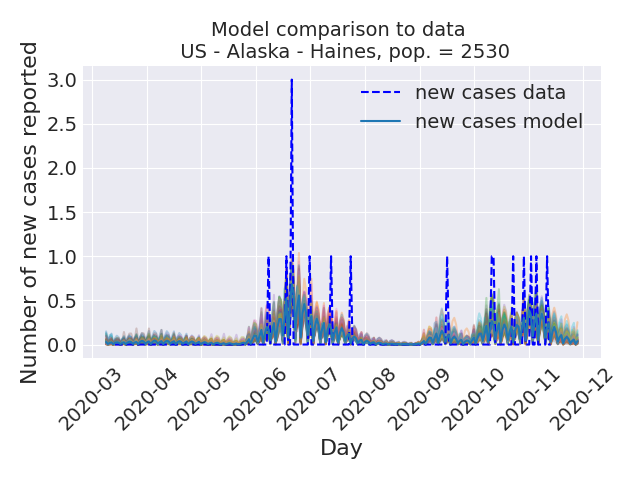 Model comparison to data
US - Alaska - Haines, pop. = 2530
Number of new cases reported
3.0
2.5
2.0
1.5
1.0
0.5
0.0
new cases data
new cases model
2020-03
2020-04
2020-05
2020-06
2020-07
2020-08
2020-09
2020-10
2020-11
2020-12
Day